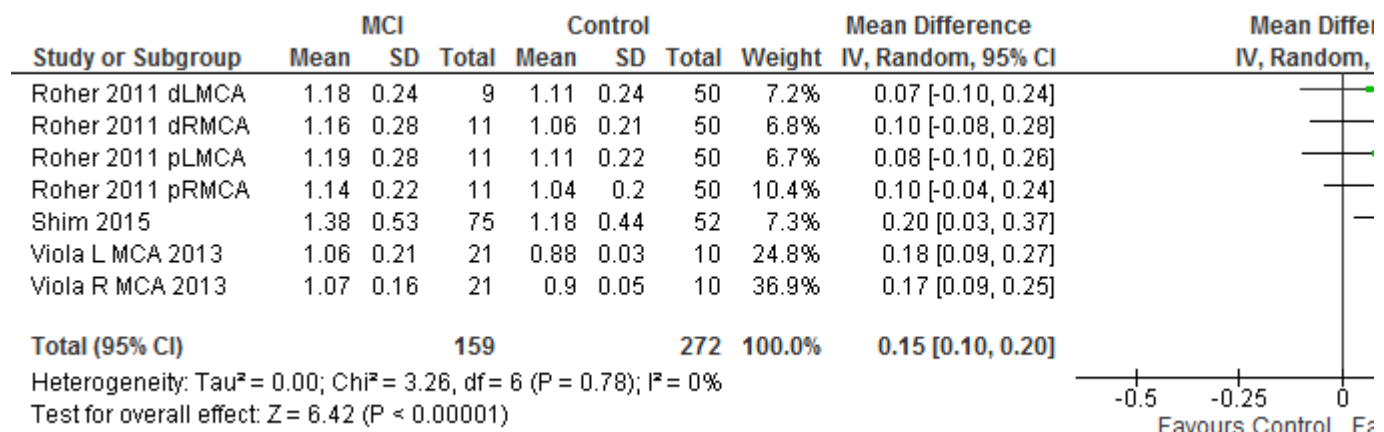 MCI Control Mean Difference Mean Differ
Study or Subgroup Mean SD Total Mean SD Total Weight IV, Random, 95% CI IV, Random,
Roher 2011 dLMCA 1.18 0.24 9 1.11 0.24 50 7.2% 0.07 [-0.10, 0.24]
Roher 2011 dRMCA 1.16 0.28 11 1.06 0.21 50 6.8% 0.10 [-0.08, 0.28]
Roher 2011 pLMCA 1.19 0.28 11 1.11 0.22 50 6.7% 0.08 [-0.10, 0.26]
Roher 2011 pRMCA 1.14 0.22 11 1.04 0.2 50 10.4% 0.10 [-0.04, 0.24]
Shim 2015 1.38 0.53 75 1.18 0.44 52 7.3% 0.20 [0.03, 0.37]
Viola L MCA 2013 1.06 0.21 21 0.88 0.03 10 24.8% 0.18 [0.09, 0.27]
Viola R MCA 2013 1.07 0.16 21 0.9 0.05 10 36.9% 0.17 [0.09, 0.25]
Total (95% CI) 159 272 100.0% 0.15 [0.10, 0.20]
Heterogeneity: Tau² = 0.00; Chi² = 3.26, df = 6 (P = 0.78); I² = 0%
Test for overall effect: Z = 6.42 (P < 0.00001)
-0.5 -0.25 0
Favours Control Fa